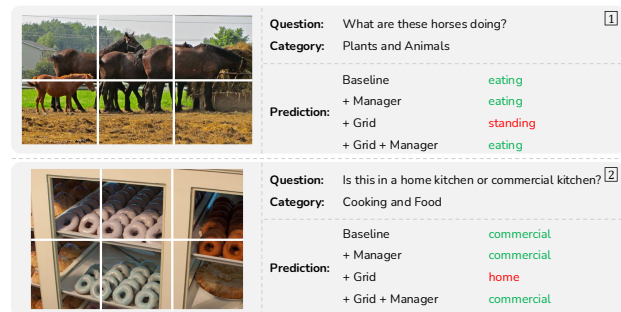 Question: What are these horses doing? 1
Category: Plants and Animals
Prediction:
Baseline eating
+ Manager eating
+ Grid standing
+ Grid + Manager eating
Question: Is this in a home kitchen or commercial kitchen? 2
Category: Cooking and Food
Prediction:
Baseline commercial
+ Manager commercial
+ Grid home
+ Grid + Manager commercial